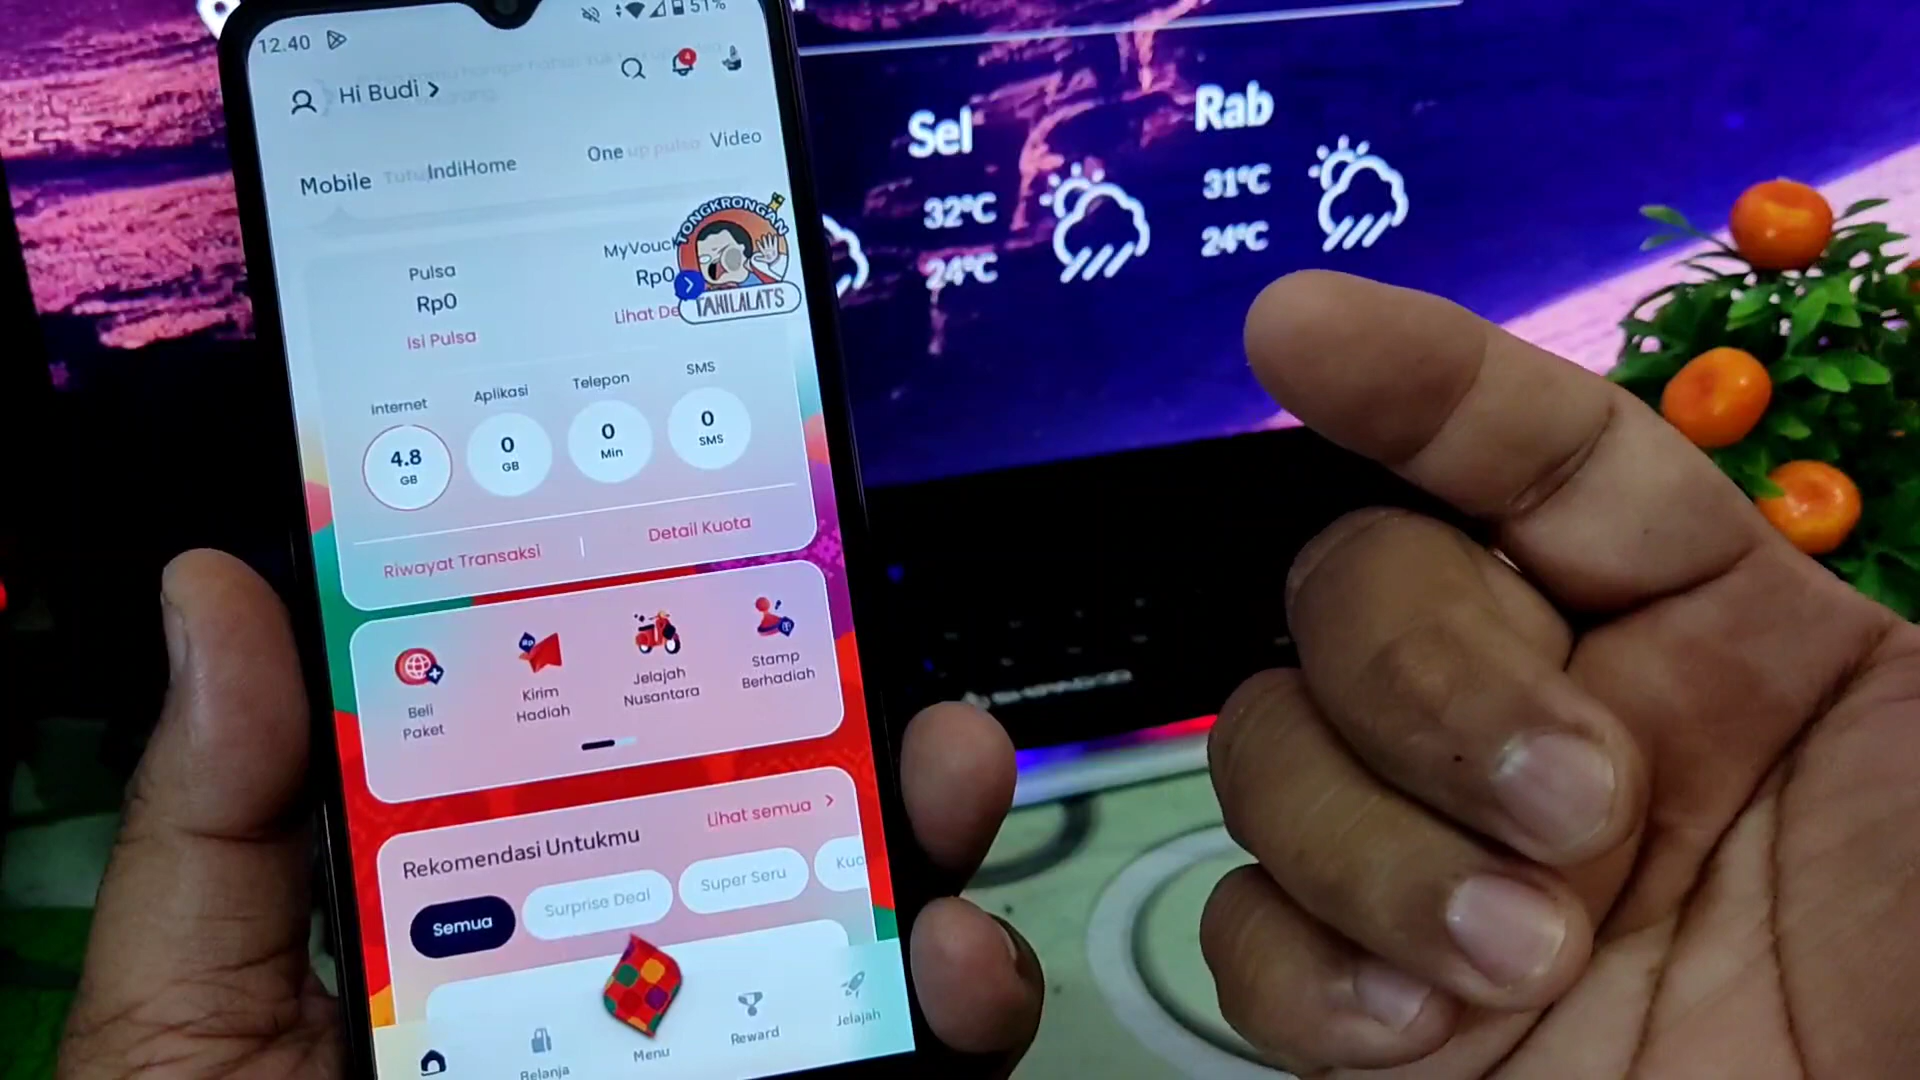 12.40
51%
Hi Budi >
4
Mobile
IndiHome
One
Video
Pulsa
Rp0
Isi Pulsa
MyVouc
Rp0
Lihat De
TONGKRONGAN
TAHILALATS
Internet
4.8
GB
Aplikasi
0
GB
Telepon
0
Min
SMS
0
SMS
Riwayat Transaksi
Detail Kuota
Beli
Paket
Kirim
Hadiah
Jelajah
Nusantara
Stamp
Berhadiah
Rekomendasi Untukmu
Lihat semua >
Semua
Surprise Deal
Super Seru
Kuo
Belanja
Menu
Reward
Jelajah
Sel
32°C
24°C
Rab
31°C
24°C